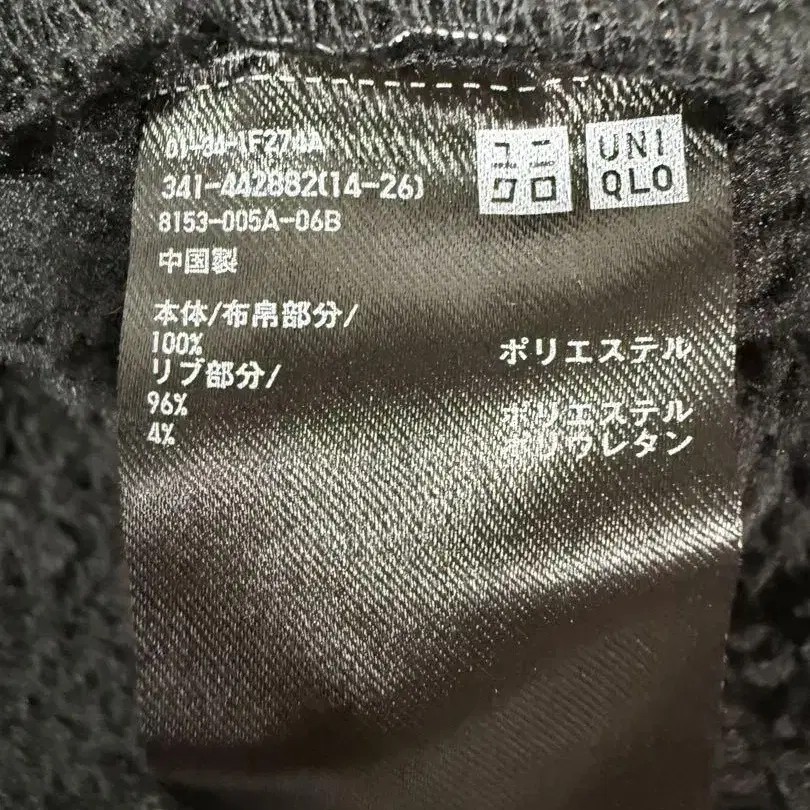 01-34-1F274A
341-442882(14-26)
8153-005A-06B
中国製
ユニ
クロ
UNI
QLO
本体/布帛部分/
100% ポリエステル
リブ部分/
96% ポリエステル
4% ポリウレタン